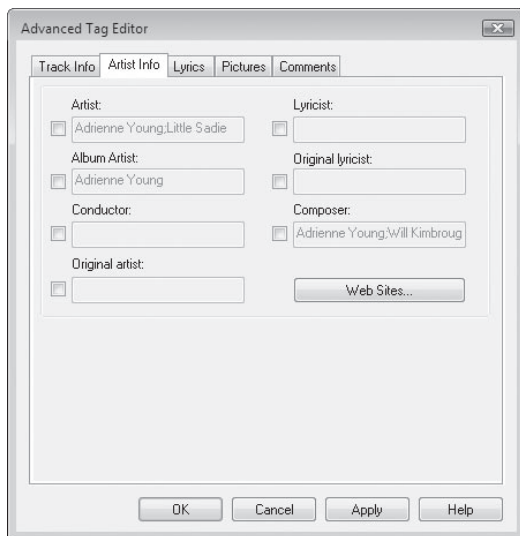 Advanced Tag Editor
Track Info Artist Info Lyrics Pictures Comments
Artist:
Adrienne Young;Little Sadie
Album Artist:
Adrienne Young
Conductor:
Original artist:
Lyricist:
Original lyricist:
Composer:
Adrienne Young;Will Kimbroug
Web Sites...
OK Cancel Apply Help